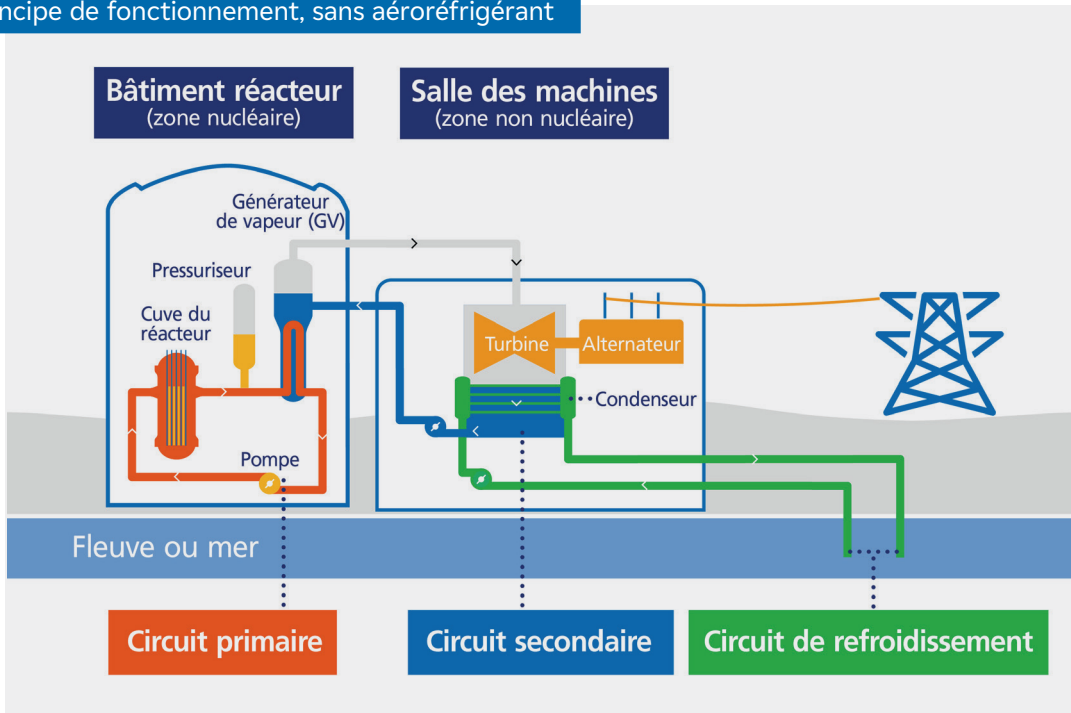 ncipe de fonctionnement, sans aéroréfrigérant
Bâtiment réacteur
(zone nucléaire)
Salle des machines
(zone non nucléaire)
Générateur
de vapeur (GV)
Pressuriseur
Cuve du
réacteur
Turbine
Alternateur
Condenseur
Pompe
Fleuve ou mer
Circuit primaire
Circuit secondaire
Circuit de refroidissement